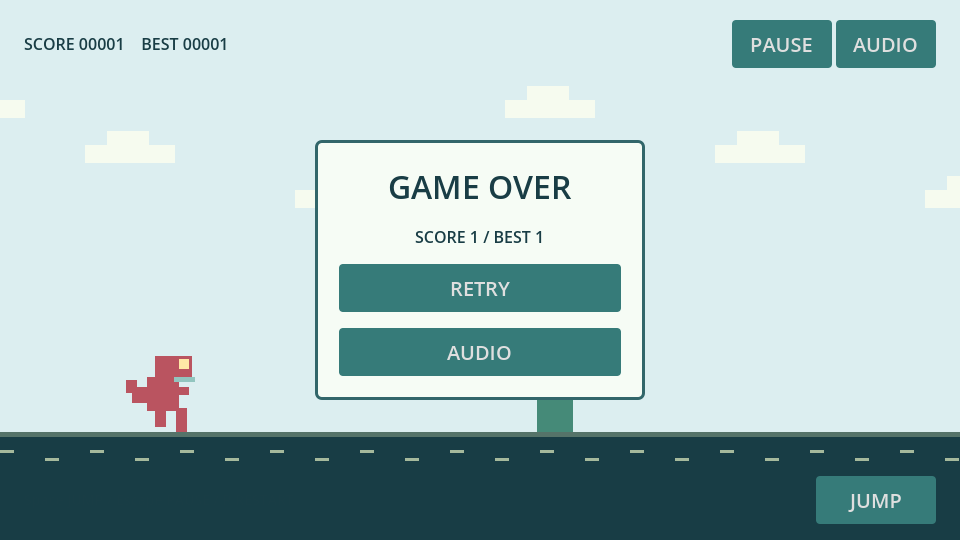 SCORE 00001 BEST 00001
PAUSE
AUDIO
GAME OVER
SCORE 1 / BEST 1
RETRY
AUDIO
JUMP